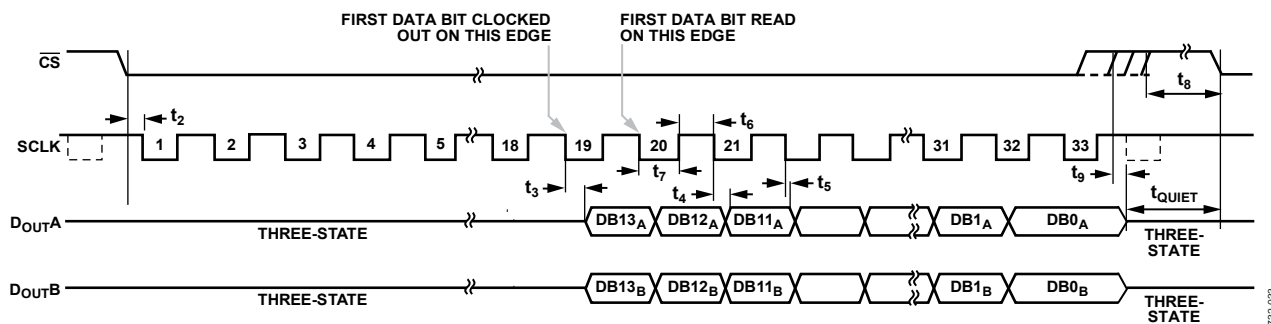 FIRST DATA BIT CLOCKED
OUT ON THIS EDGE
FIRST DATA BIT READ
ON THIS EDGE
CS
t8
t2
t6
SCLK
1 2 3 4 5 18 19 20 21 31 32 33
t3
t7
t4
t5
t9
tQUIET
DOUTA
THREE-STATE
DB13A DB12A DB11A DB1A DB0A
THREE-
STATE
DOUTB
THREE-STATE
DB13B DB12B DB11B DB1B DB0B
THREE-
STATE